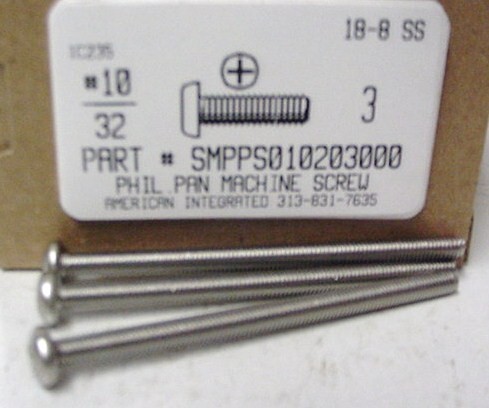 18-8 SS
IC235
#10
32
3
PART # SMPPS010203000
PHIL.PAN MACHINE SCREW
AMERICAN INTEGRATED 313-831-7635